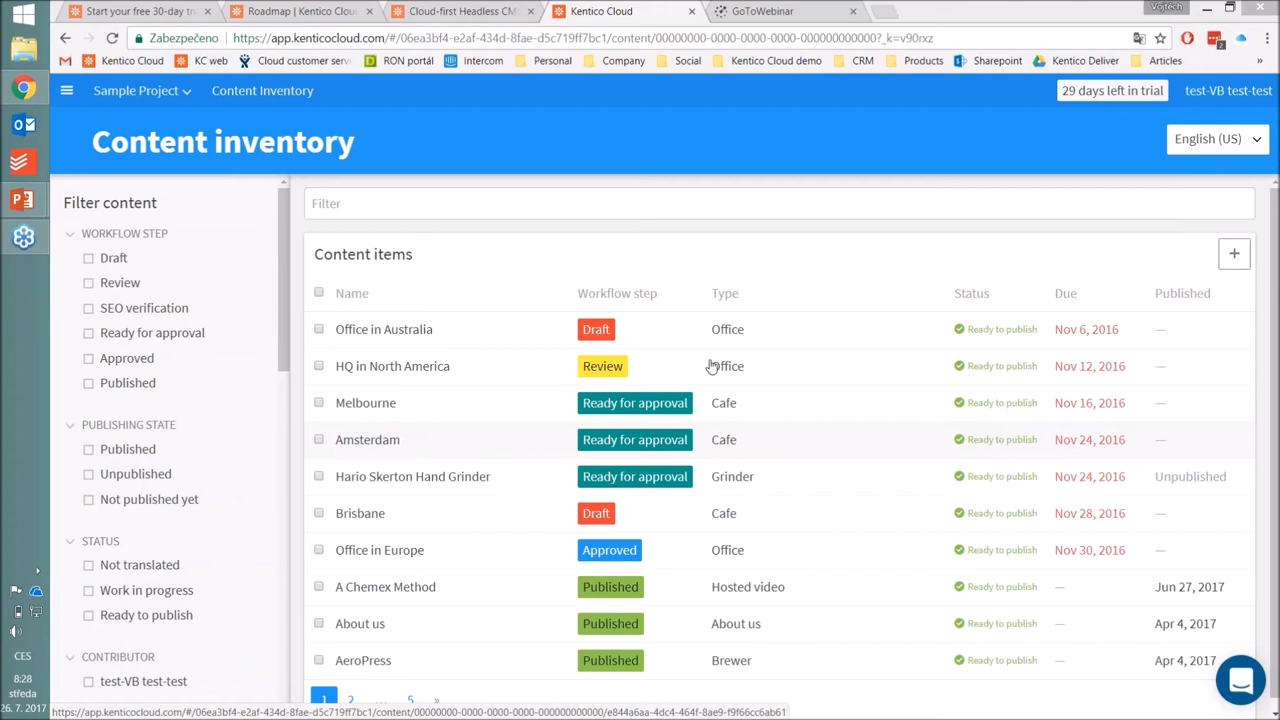 Start your free 30-day tr
Roadmap | Kentico Clou
Cloud-first Headless CM
Kentico Cloud
GoToWebinar
Vojtěch
Zabezpečeno
https://app.kenticocloud.com/#/06ea3bf4-e2af-434d-8fae-d5c719ff7bc1/content/00000000-0000-0000-0000-000000000000?_k=v90rxz
Kentico Cloud KC web Cloud customer serv RON portál Intercom Personal Company Social Kentico Cloud demo CRM Products Sharepoint Kentico Deliver Articles »
Sample Project Content Inventory 29 days left in trial test-VB test-test
Content inventory
English (US)
Filter content
WORKFLOW STEP
Draft
Review
SEO verification
Ready for approval
Approved
Published
PUBLISHING STATE
Published
Unpublished
Not published yet
STATUS
Not translated
Work in progress
Ready to publish
CONTRIBUTOR
test-VB test-test
Filter
Content items +
Name Workflow step Type Status Due Published
Office in Australia Draft Office Ready to publish Nov 6, 2016 —
HQ in North America Review Office Ready to publish Nov 12, 2016 —
Melbourne Ready for approval Cafe Ready to publish Nov 16, 2016 —
Amsterdam Ready for approval Cafe Ready to publish Nov 24, 2016 —
Hario Skerton Hand Grinder Ready for approval Grinder Ready to publish Nov 24, 2016 Unpublished
Brisbane Draft Cafe Ready to publish Nov 28, 2016 —
Office in Europe Approved Office Ready to publish Nov 30, 2016 —
A Chemex Method Published Hosted video Ready to publish — Jun 27, 2017
About us Published About us Ready to publish — Apr 4, 2017
AeroPress Published Brewer Ready to publish — Apr 4, 2017
1 2 ... 5 »
CES
8:28
středa
26. 7. 2017
https://app.kenticocloud.com/#/06ea3bf4-e2af-434d-8fae-d5c719ff7bc1/content/00000000-0000-0000-0000-000000000000/e844a6aa-4dc4-464f-8ae9-f9f66cc6ab61